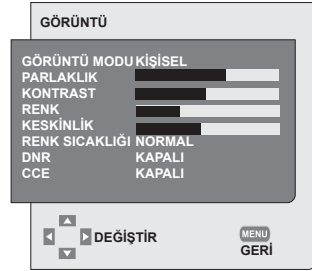 GÖRÜNTÜ
GÖRÜNTÜ MODU KİŞİSEL
PARLAKLIK
KONTRAST
RENK
KESKİNLİK
RENK SICAKLIĞI NORMAL
DNR KAPALI
CCE KAPALI
DEĞİŞTİR
MENU
GERİ